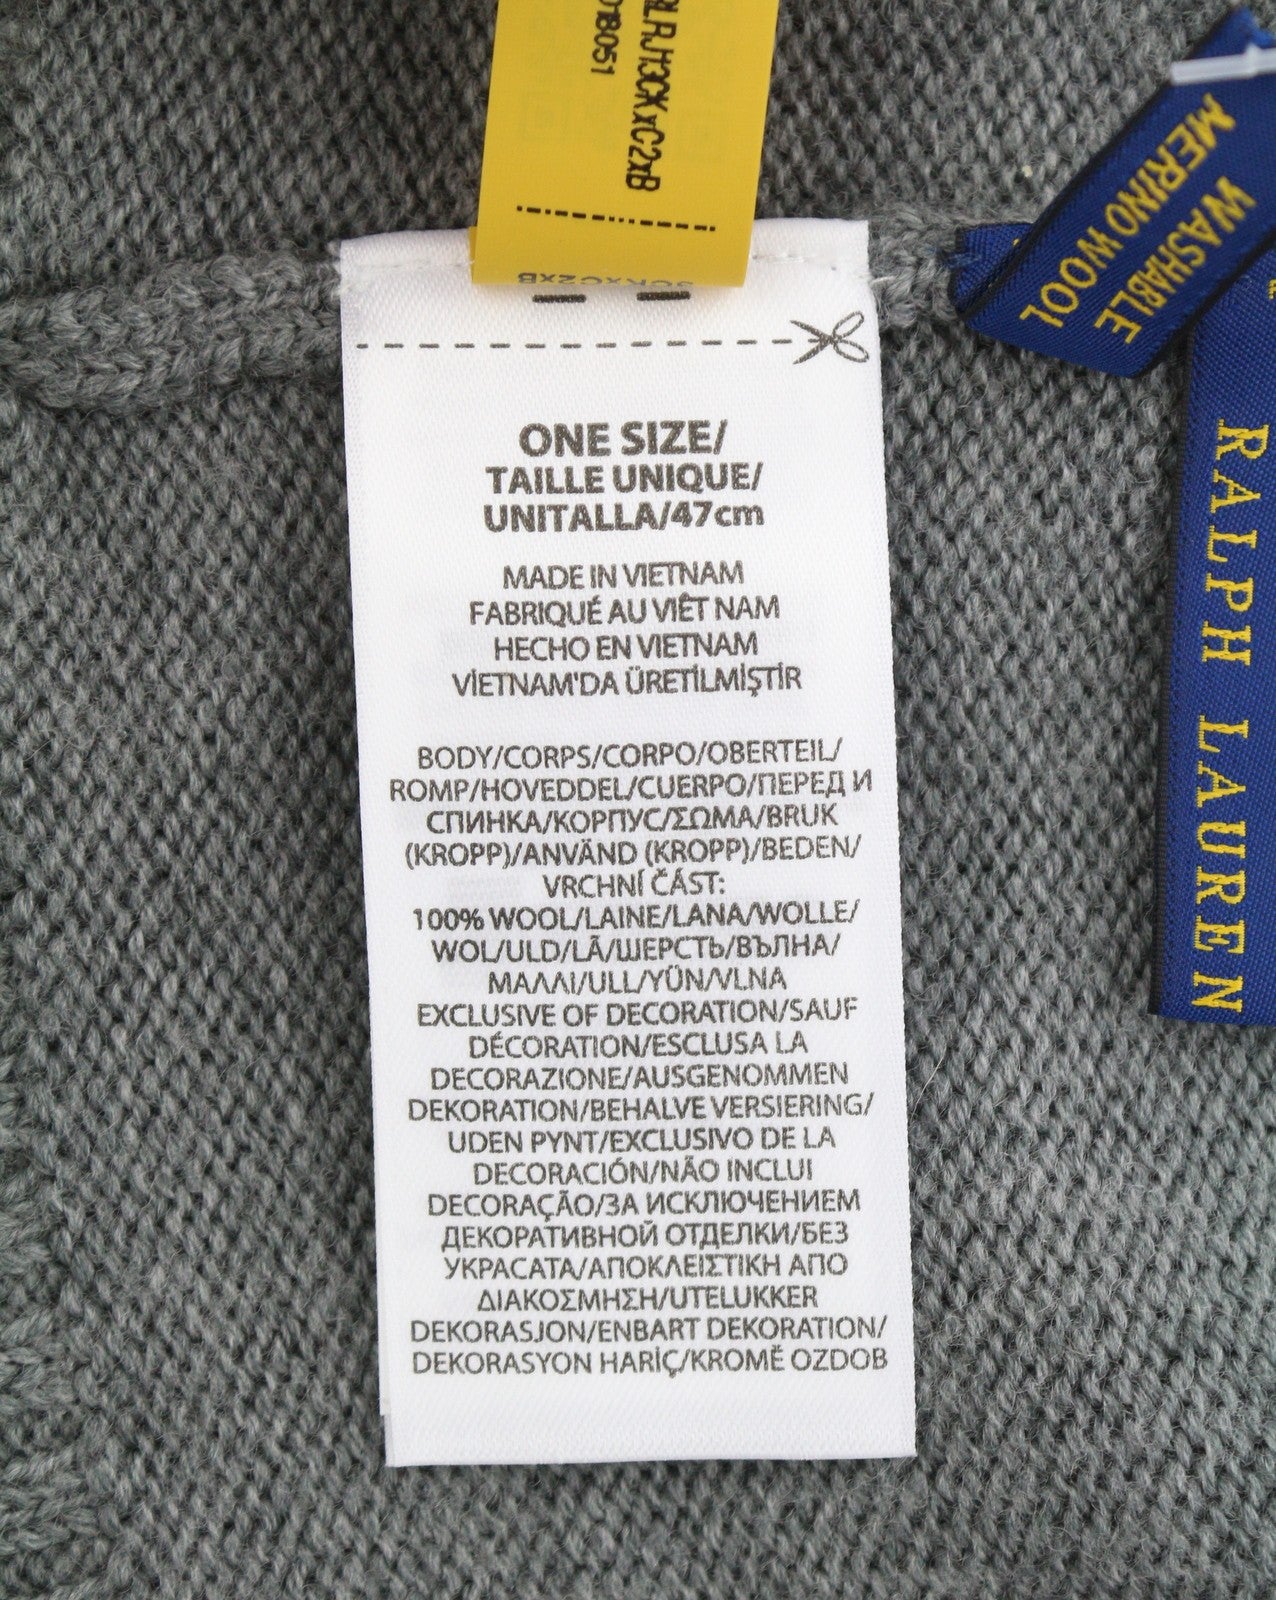 ONE SIZE/
TAILLE UNIQUE/
UNITALLA/47cm
MADE IN VIETNAM
FABRIQUÉ AU VIÊT NAM
HECHO EN VIETNAM
VİETNAM'DA ÜRETİLMİŞTİR
BODY/CORPS/CORPO/OBERTEIL/
ROMP/HOVEDDEL/CUERPO/ПЕРЕД И
СПИНКА/КОРПУС/ΣΩΜΑ/BRUK
(KROPP)/ANVÄND (KROPP)/BEDEN/
VRCHNÍ ČÁST:
100% WOOL/LAINE/LANA/WOLLE/
WOL/ULD/LÃ/ШЕРСТЬ/ВЪЛНА/
ΜΑΛΛΙ/ULL/YÜN/VLNA
EXCLUSIVE OF DECORATION/SAUF
DÉCORATION/ESCLUSA LA
DECORAZIONE/AUSGENOMMEN
DEKORATION/BEHALVE VERSIERING/
UDEN PYNT/EXCLUSIVO DE LA
DECORACIÓN/NÃO INCLUI
DECORAÇÃO/ЗА ИСКЛЮЧЕНИЕМ
ДЕКОРАТИВНОЙ ОТДЕЛКИ/БЕЗ
УКРАСАТА/ΑΠΟΚΛΕΙΣΤΙΚΗ ΑΠΟ
ΔΙΑΚΟΣΜΗΣΗ/UTELUKKER
DEKORASJON/ENBART DEKORATION/
DEKORASYON HARİÇ/KROMĚ OZDOB
WASHABLE
MERINO WOOL
RALPH LAUREN